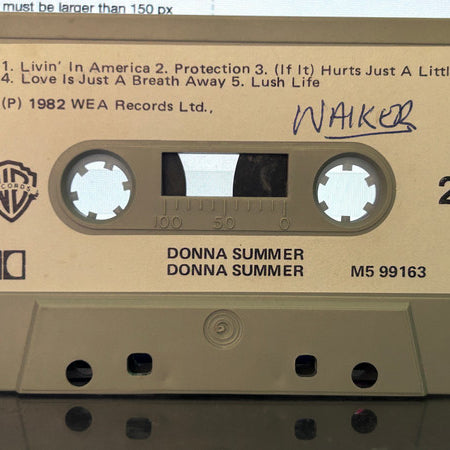 must be larger than 150 px
1. Livin' In America 2. Protection 3. (If It) Hurts Just A Littl
4. Love Is Just A Breath Away 5. Lush Life
(P) 1982 WEA Records Ltd.,
WALKER
2
100 50 0
DONNA SUMMER
DONNA SUMMER
M5 99163